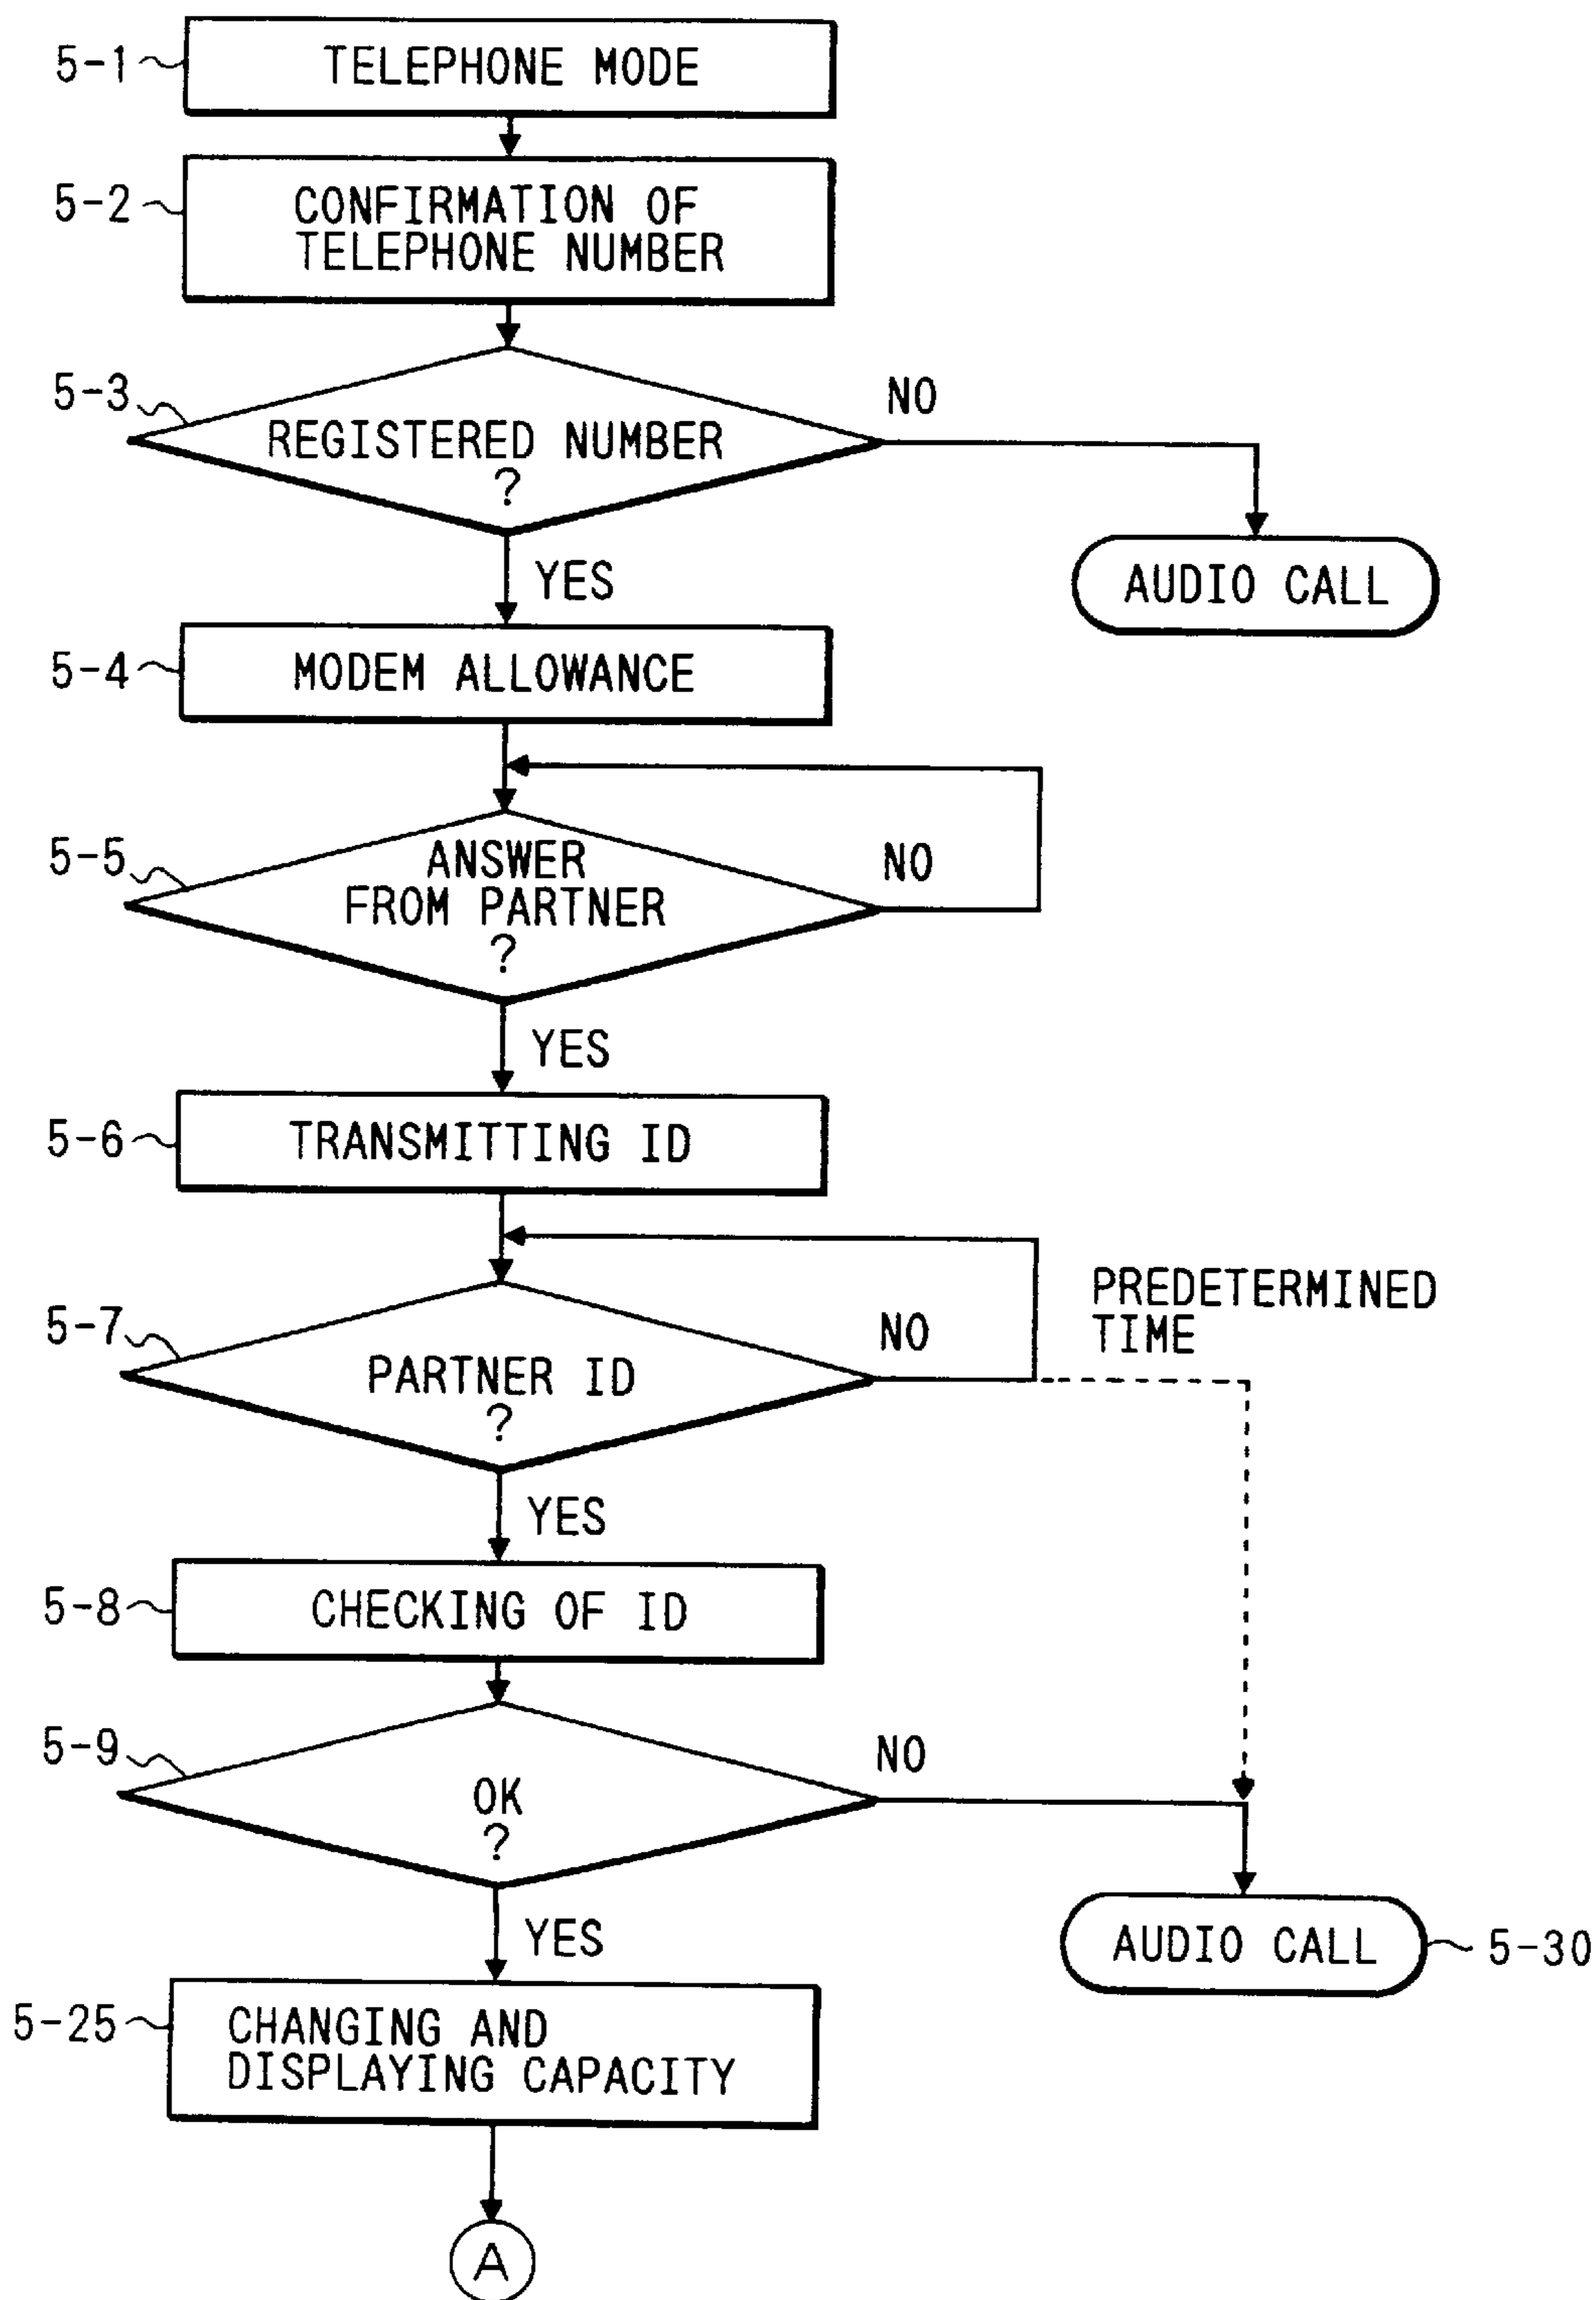 5-1
TELEPHONE MODE
5-2
CONFIRMATION OF
TELEPHONE NUMBER
5-3
REGISTERED NUMBER
?
NO
AUDIO CALL
YES
5-4
MODEM ALLOWANCE
5-5
ANSWER
FROM PARTNER
?
NO
YES
5-6
TRANSMITTING ID
5-7
PARTNER ID
?
NO
PREDETERMINED
TIME
YES
5-8
CHECKING OF ID
5-9
OK
?
NO
AUDIO CALL
5-30
YES
5-25
CHANGING AND
DISPLAYING CAPACITY
A